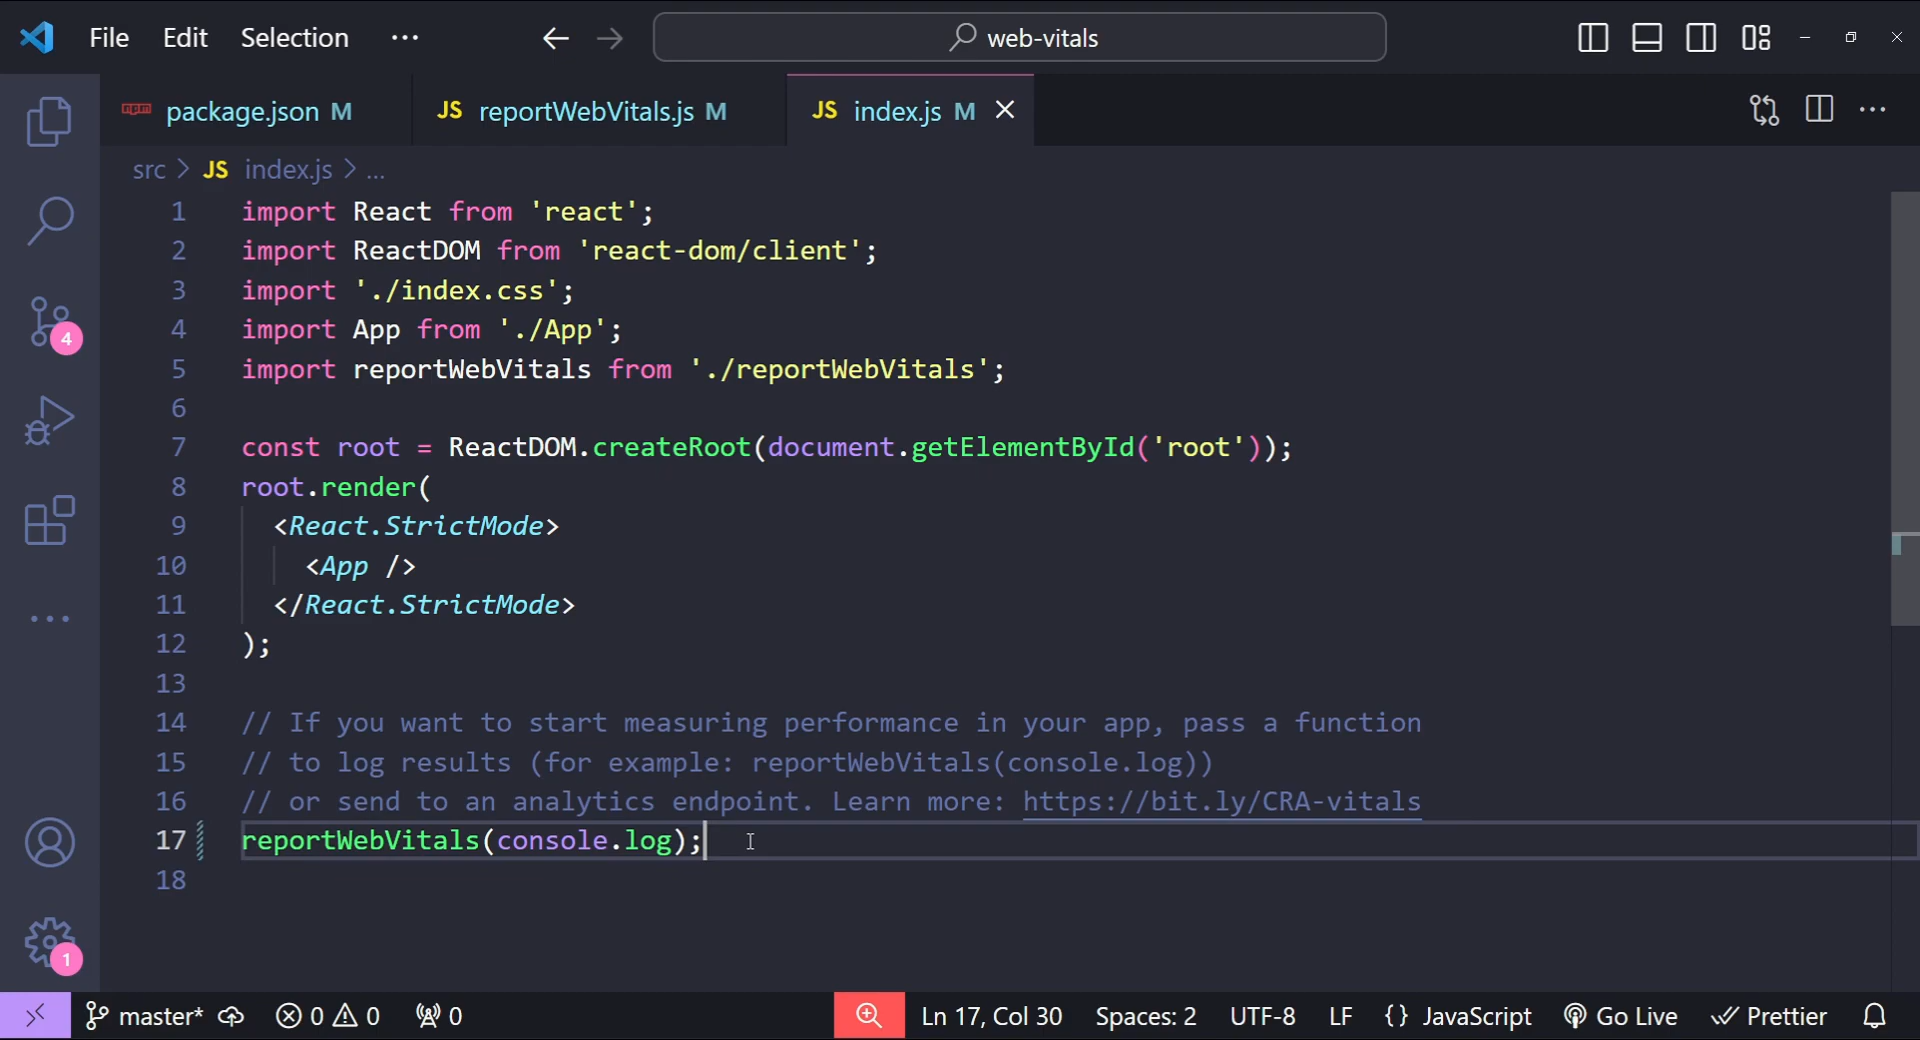 File Edit Selection ··· web-vitals
npm package.json M JS reportWebVitals.js M JS index.js M
src > JS index.js > ...
1 import React from 'react';
2 import ReactDOM from 'react-dom/client';
3 import './index.css';
4 import App from './App';
5 import reportWebVitals from './reportWebVitals';
6
7 const root = ReactDOM.createRoot(document.getElementById('root'));
8 root.render(
9 <React.StrictMode>
10 <App />
11 </React.StrictMode>
12 );
13
14 // If you want to start measuring performance in your app, pass a function
15 // to log results (for example: reportWebVitals(console.log))
16 // or send to an analytics endpoint. Learn more: https://bit.ly/CRA-vitals
17 reportWebVitals(console.log);
18
4
1
master* 0 0 0 Ln 17, Col 30 Spaces: 2 UTF-8 LF {} JavaScript Go Live Prettier